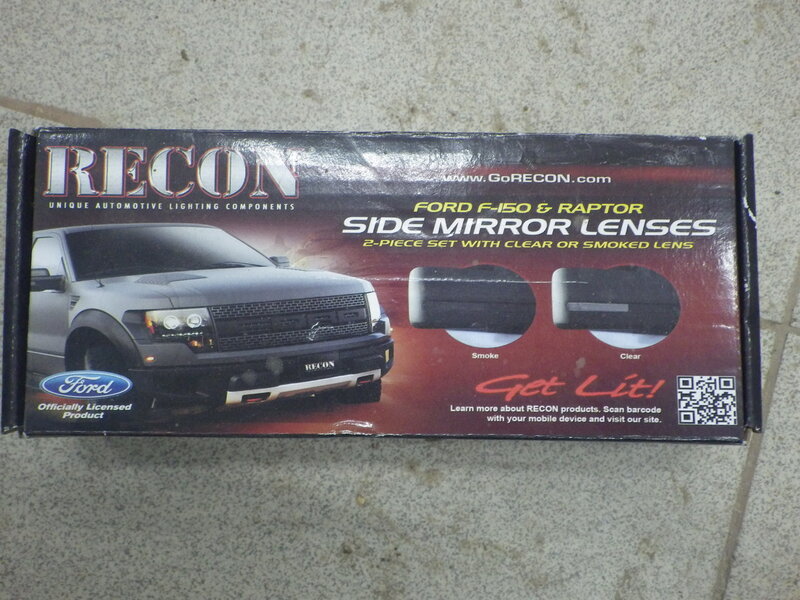 RECON
UNIQUE AUTOMOTIVE LIGHTING COMPONENTS
www.GoRECON.com
FORD F-150 & RAPTOR
SIDE MIRROR LENSES
2-PIECE SET WITH CLEAR OR SMOKED LENS
Smoke
Clear
RECON
Ford
Officially Licensed
Product
Get Lit!
Learn more about RECON products. Scan barcode
with your mobile device and visit our site.